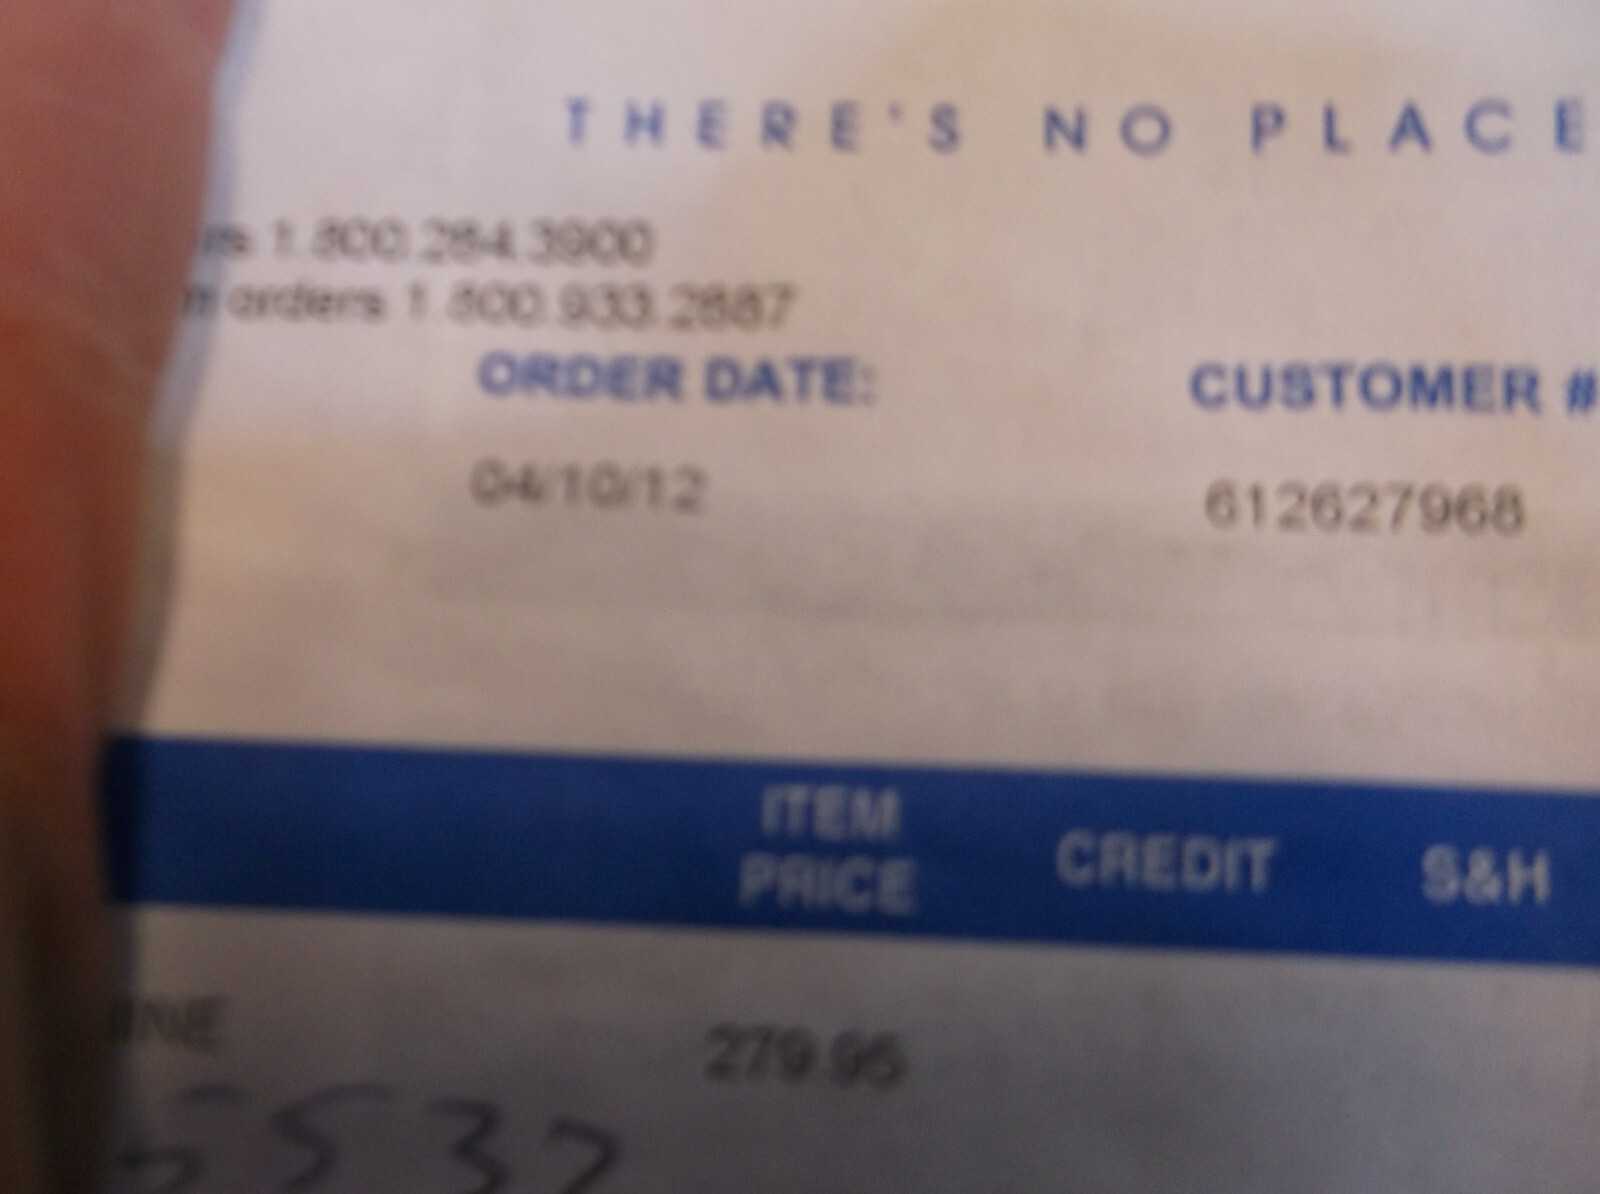 THERE'S NO PLACE
1.800.284.3900
orders 1.800.933.2887
ORDER DATE: CUSTOMER #
04/10/12 612627968
ITEM PRICE CREDIT S&H
279.95